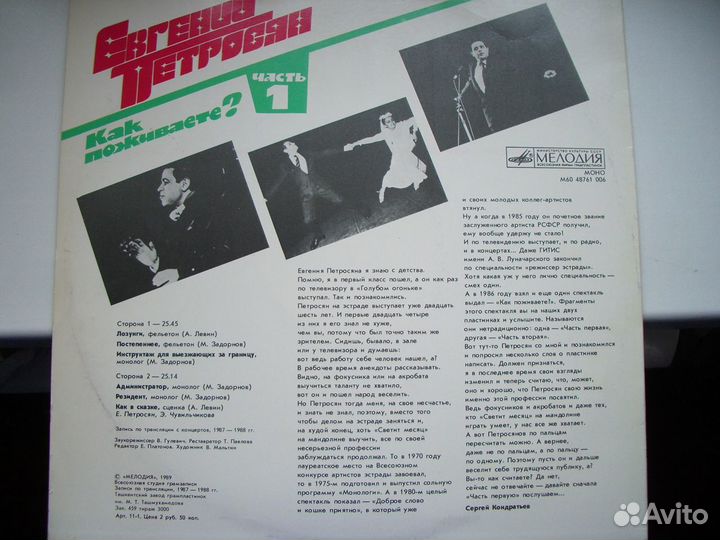 Евгений
Петросян
Как
поживаете?
часть
1
МИНИСТЕРСТВО КУЛЬТУРЫ СССР
МЕЛОДИЯ
ВСЕСОЮЗНАЯ ФИРМА ГРАМПЛАСТИНОК
МОНО
М60 48761 006
Сторона 1 — 25.45
Лозунги, фельетон (А. Левин)
Постепеннее, фельетон (М. Задорнов)
Инструктаж для выезжающих за границу,
монолог (М. Задорнов)
Сторона 2 — 25.14
Администратор, монолог (М. Задорнов)
Резидент, монолог (М. Задорнов)
Как в сказке, сценка (А. Левин)
Е. Петросян, Э. Чувильчикова
Запись по трансляции с концертов, 1987—1988 гг.
Звукорежиссер В. Гулевич. Реставратор Т. Павлова
Редактор Е. Платонов. Художник В. Мальтин
© «МЕЛОДИЯ», 1989
Всесоюзная студия грамзаписи
Запись по трансляции, 1987—1988 гг.
Ташкентский завод грампластинок
им. М. Т. Ташмухамедова
Зак. 459 тираж 3000
Арт. 11-1. Цена 2 руб. 50 коп.
Евгения Петросяна я знаю с детства.
Помню, я в первый класс пошел, а он как раз
по телевизору в «Голубом огоньке»
выступал. Так и познакомились.
Петросян на эстраде выступает уже двадцать
шесть лет. И первые двадцать четыре
из них я его знал не хуже,
чем вы, потому что был точно таким же
зрителем. Сидишь, бывало, в зале
или у телевизора и думаешь:
вот ведь работу себе человек нашел, а!
В рабочее время анекдоты рассказывать.
Видно, на фокусника или на акробата
выучиться таланту не хватило,
вот он и пошел народ веселить.
Но Петросян тогда меня, на свое несчастье,
и знать не знал, поэтому, вместо того
чтобы делом на эстраде заняться и,
на худой конец, хоть «Светит месяц»
на мандолине выучить, все по своей
несерьезной профессии
заблуждаться продолжал. То в 1970 году
лауреатское место на Всесоюзном
конкурсе артистов эстрады завоевал,
то в 1975-м подготовил и выпустил сольную
программу «Монологи». А в 1980-м целый
спектакль показал — «Доброе слово
и кошке приятно», в который уже
и своих молодых коллег-артистов
втянул.
Ну а когда в 1985 году он почетное звание
заслуженного артиста РСФСР получил,
ему вообще удержу не стало!
И по телевидению выступает, и по радио,
и в концертах... Даже ГИТИС
имени А. В. Луначарского закончил
по специальности «режиссер эстрады».
Хотя какая уж у него лично специальность —
смех один.
А в 1986 году взял и еще один спектакль
выдал — «Как поживаете?». Фрагменты
этого спектакля вы на наших двух
пластинках и услышите. Называются
они нетрадиционно: одна — «Часть первая»,
другая — «Часть вторая».
Вот тут-то Петросян со мной и познакомился
и попросил несколько слов о пластинке
написать. Должен признаться,
я в последнее время свои взгляды
изменил и теперь считаю, что, может,
оно и хорошо, что Петросян свою жизнь
именно этой профессии посвятил.
Ведь фокусников и акробатов и даже тех,
кто «Светит месяц» на мандолине
играть умеет, у нас все же хватает.
А вот Петросянов по пальцам
пересчитать можно. А вернее,
даже не по пальцам, а по пальцу —
по одному. Поэтому пусть он и дальше
веселит себе трудящуюся публику, а!
Вы-то как считаете? Да нет,
сейчас не отвечайте — давайте сначала
«Часть первую» послушаем...
Сергей Кондратьев
Avito